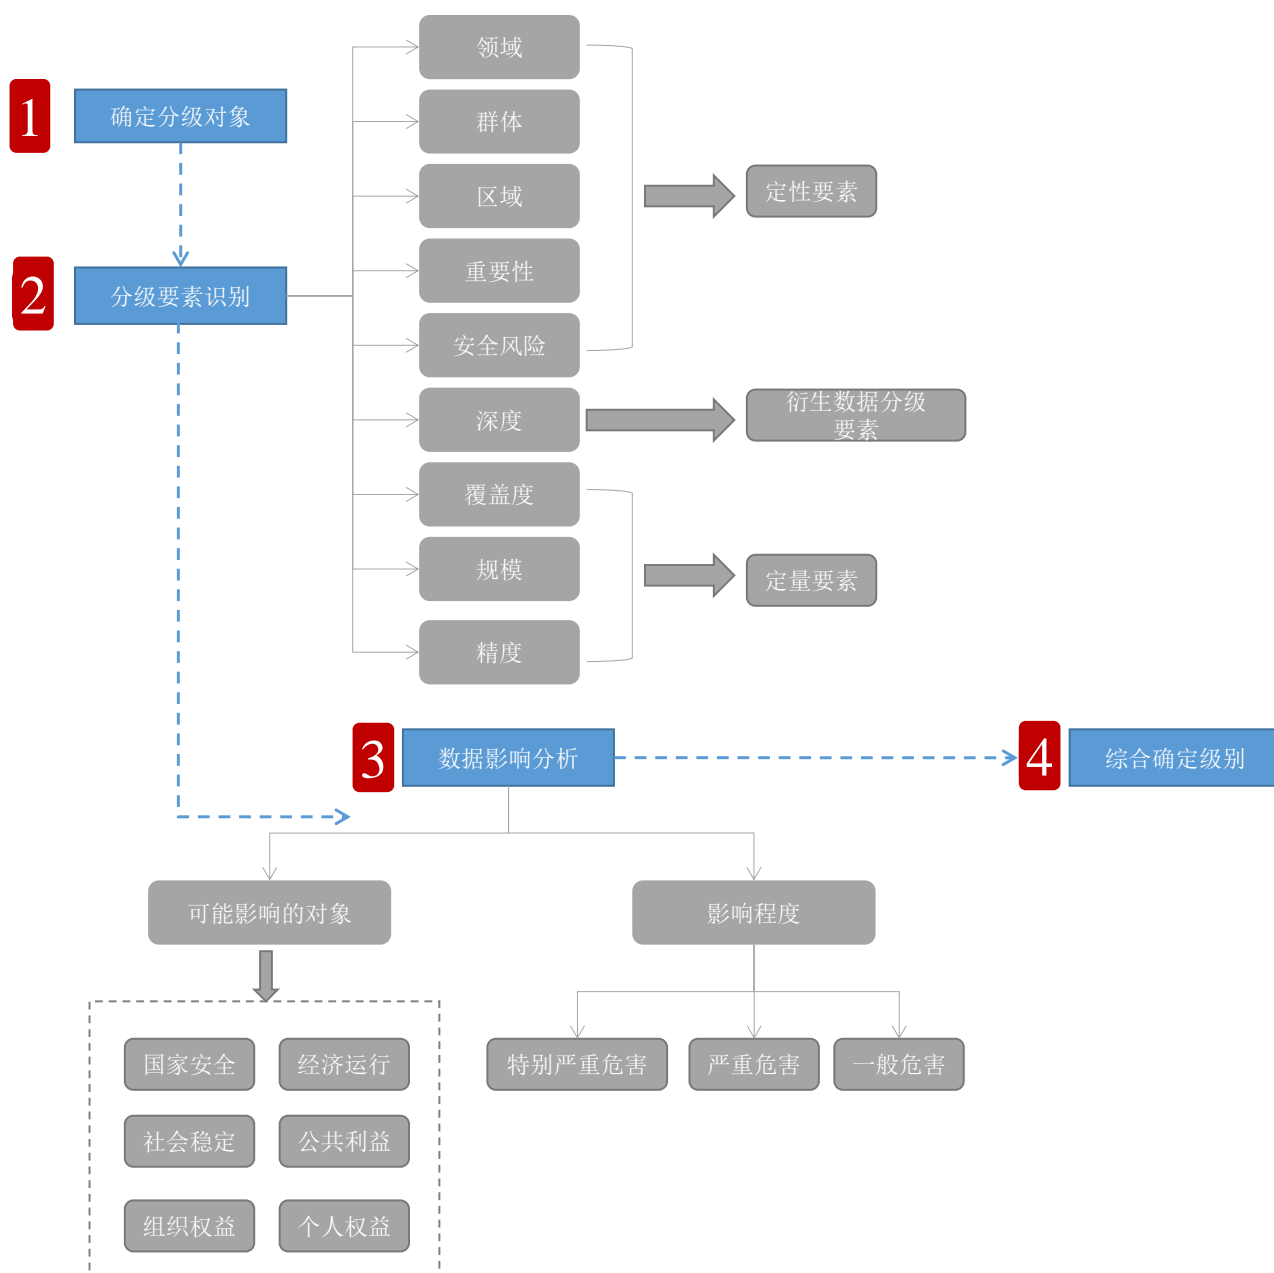 1
确定分级对象
2
分级要素识别
领域
群体
区域
重要性
安全风险
深度
覆盖度
规模
精度
定性要素
衍生数据分级
要素
定量要素
3
数据影响分析
4
综合确定级别
可能影响的对象
影响程度
国家安全
经济运行
社会稳定
公共利益
组织权益
个人权益
特别严重危害
严重危害
一般危害